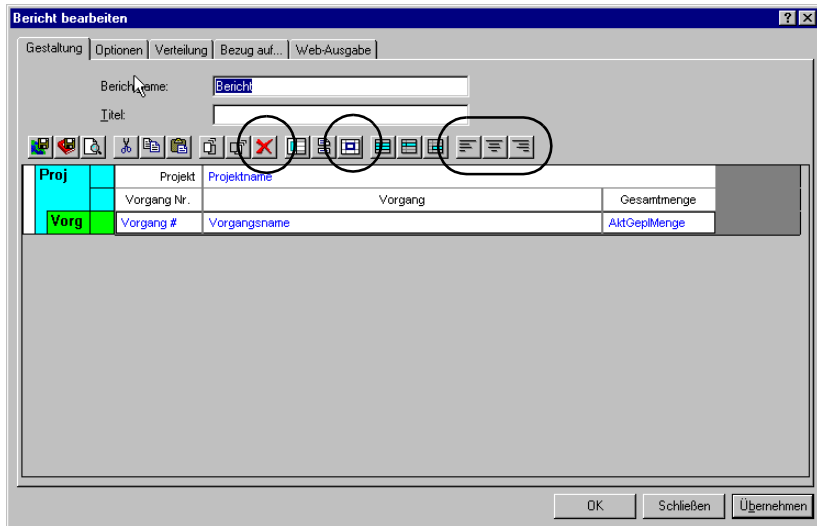 Bericht bearbeiten
Gestaltung Optionen Verteilung Bezug auf... Web-Ausgabe
Bericht Bericht
Titel:
Proj Projekt Projektname
Vorgang Nr. Vorgang Gesamtmenge
Vorg Vorgang # Vorgangsname AktGeplMenge
OK Schließen Übernehmen